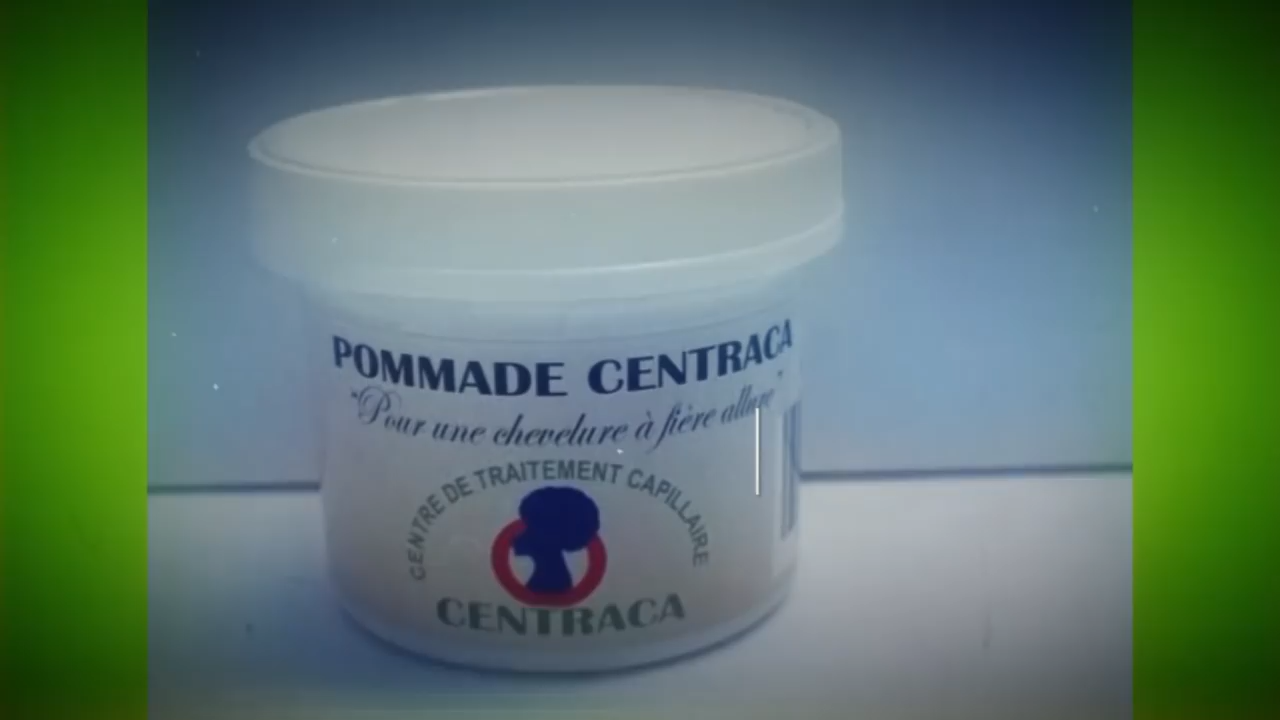 POMMADE CENTRACA
"Pour une chevelure à fière allure"
CENTRE DE TRAITEMENT CAPILLAIRE
CENTRACA